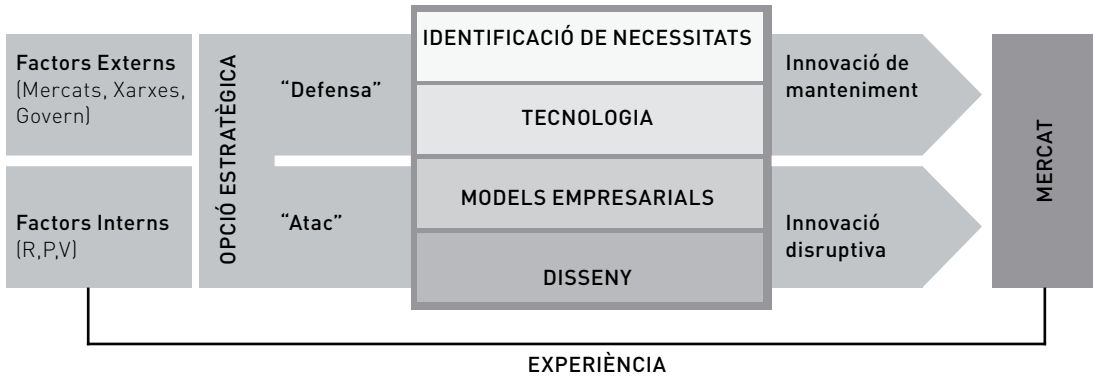 Factors Externs
(Mercats, Xarxes,
Govern)
Factors Interns
(R,P,V)
OPCIÓ ESTRATÈGICA
“Defensa”
“Atac”
IDENTIFICACIÓ DE NECESSITATS
TECNOLOGIA
MODELS EMPRESARIALS
DISSENY
Innovació de
manteniment
Innovació
disruptiva
MERCAT
EXPERIÈNCIA